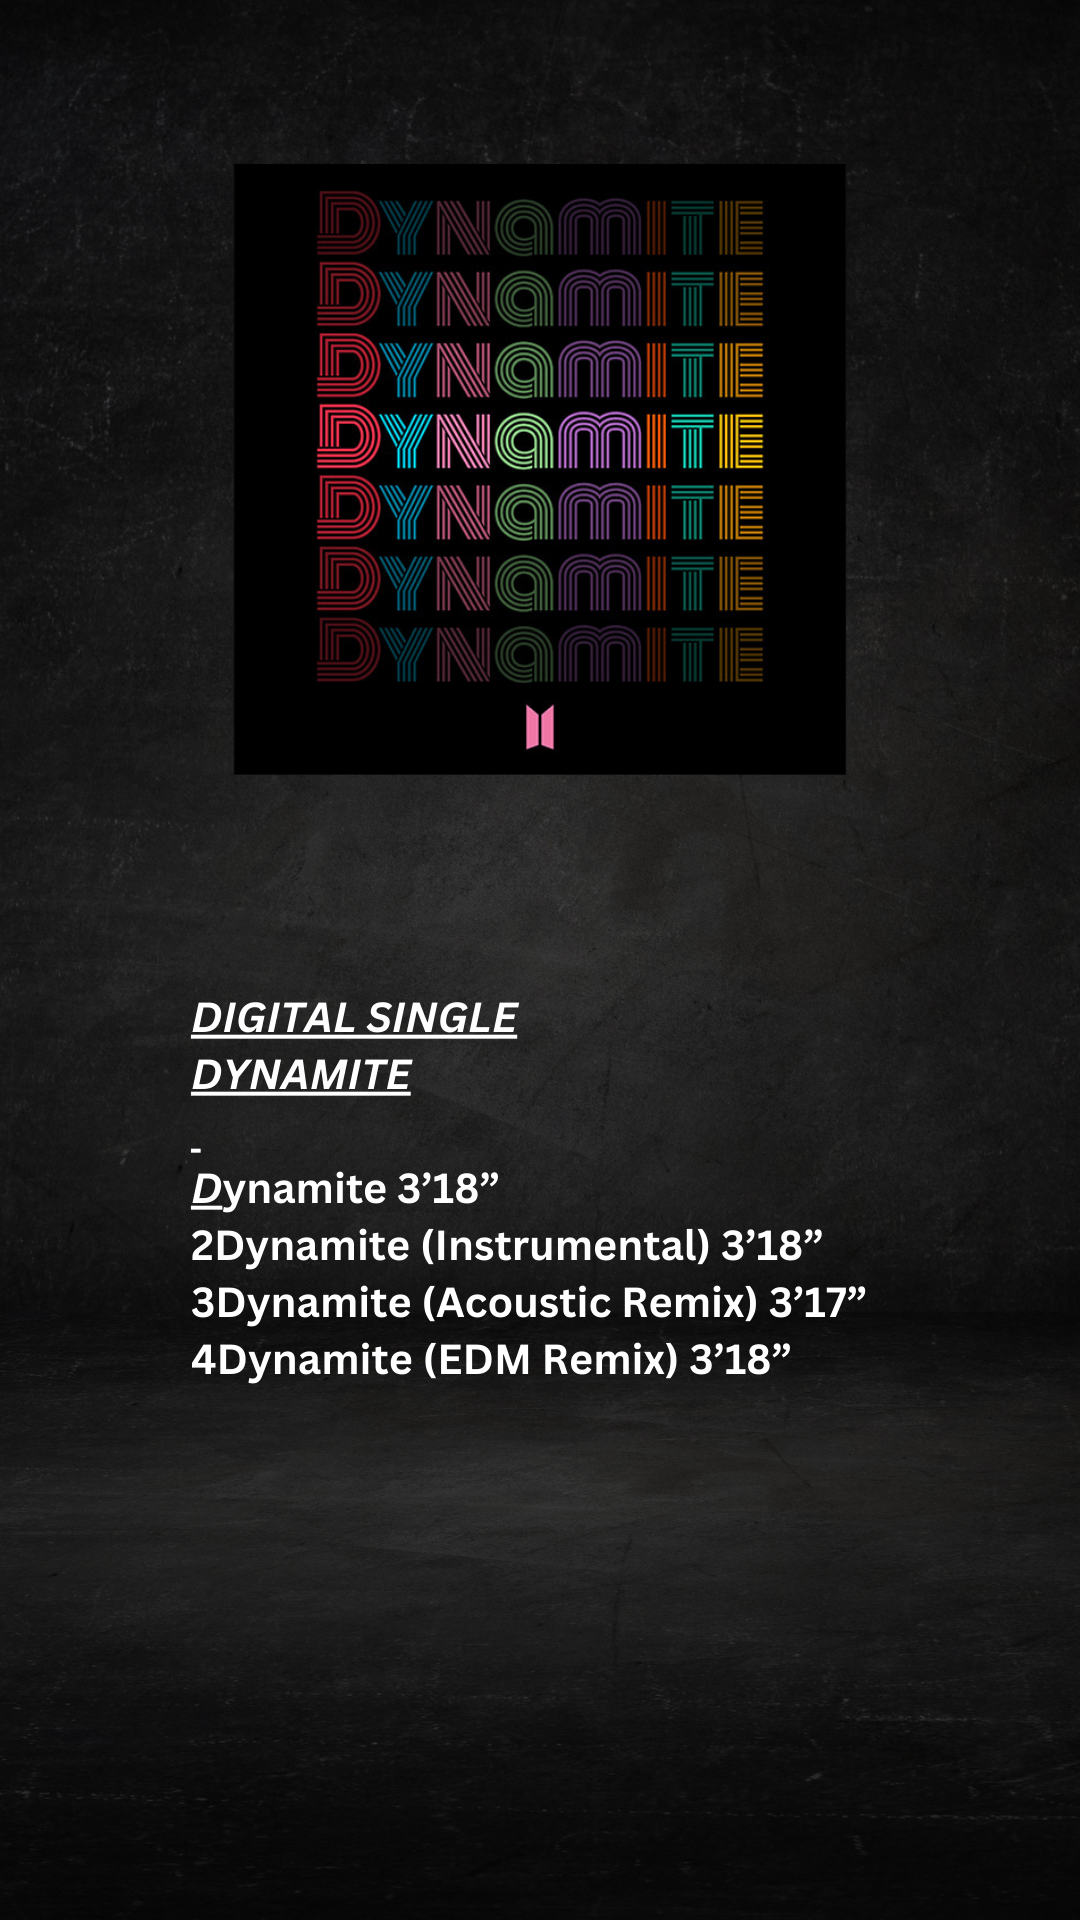 DYNAMITE
DYNAMITE
DYNAMITE
DYNAMITE
DYNAMITE
DYNAMITE
DYNAMITE
DIGITAL SINGLE
DYNAMITE
-
Dynamite 3’18”
2Dynamite (Instrumental) 3’18”
3Dynamite (Acoustic Remix) 3’17”
4Dynamite (EDM Remix) 3’18”